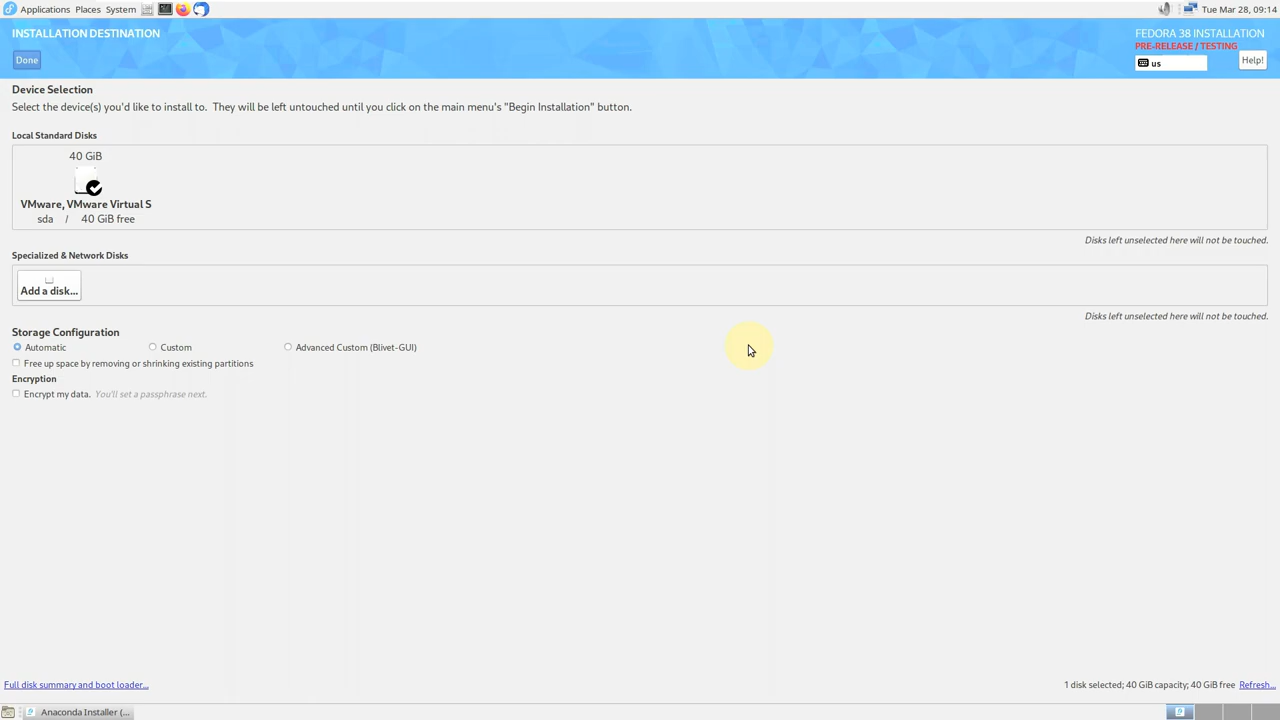 Applications Places System
Tue Mar 28, 09:14
INSTALLATION DESTINATION
FEDORA 38 INSTALLATION
PRE-RELEASE / TESTING
Done
us
Help!
Device Selection
Select the device(s) you'd like to install to. They will be left untouched until you click on the main menu's "Begin Installation" button.
Local Standard Disks
40 GiB
VMware, VMware Virtual S
sda / 40 GiB free
Disks left unselected here will not be touched.
Specialized & Network Disks
Add a disk...
Disks left unselected here will not be touched.
Storage Configuration
Automatic Custom Advanced Custom (Blivet-GUI)
Free up space by removing or shrinking existing partitions
Encryption
Encrypt my data. You'll set a passphrase next.
Full disk summary and boot loader...
1 disk selected; 40 GiB capacity; 40 GiB free Refresh...
Anaconda Installer (...